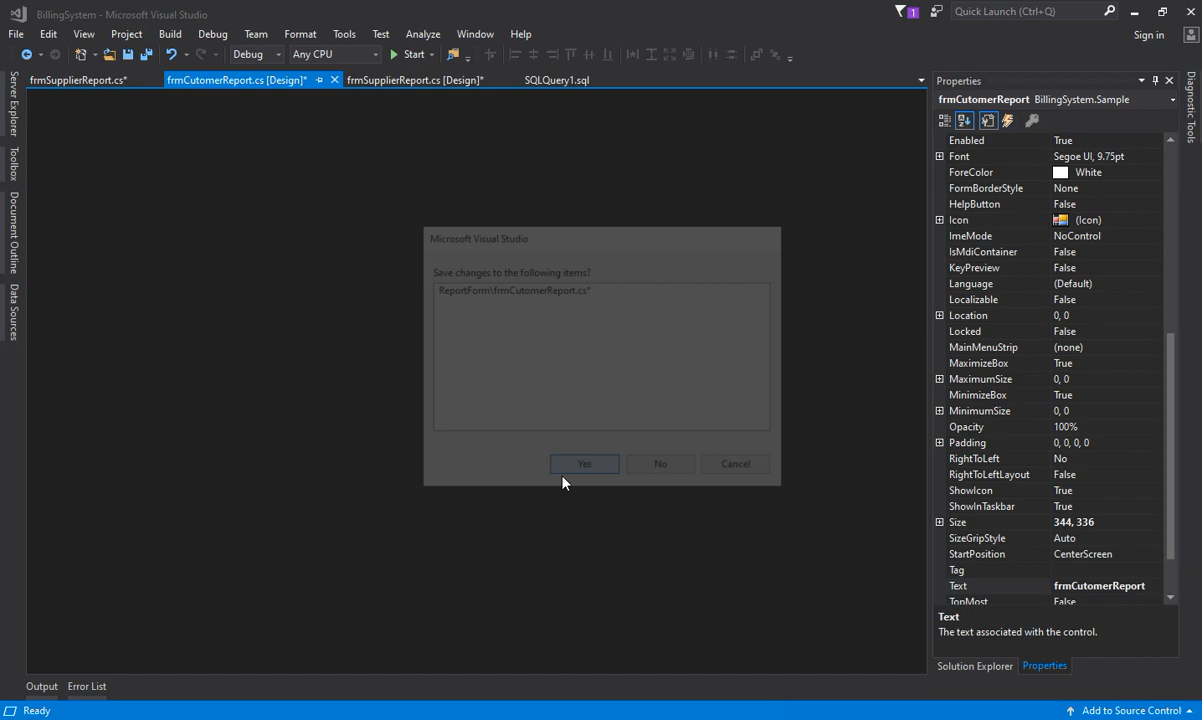 BillingSystem - Microsoft Visual Studio
1
Quick Launch (Ctrl+Q)
File Edit View Project Build Debug Team Format Tools Test Analyze Window Help
Sign in
Debug Any CPU Start
frmSupplierReport.cs* frmCutomerReport.cs [Design]* frmSupplierReport.cs [Design]* SQLQuery1.sql
Server Explorer
Toolbox
Document Outline
Data Sources
Microsoft Visual Studio
Save changes to the following items?
ReportForm\frmCutomerReport.cs*
Yes No Cancel
Properties
frmCutomerReport BillingSystem.Sample
Enabled True
Font Segoe UI, 9.75pt
ForeColor White
FormBorderStyle None
HelpButton False
Icon (Icon)
ImeMode NoControl
IsMdiContainer False
KeyPreview False
Language (Default)
Localizable False
Location 0, 0
Locked False
MainMenuStrip (none)
MaximizeBox True
MaximumSize 0, 0
MinimizeBox True
MinimumSize 0, 0
Opacity 100%
Padding 0, 0, 0, 0
RightToLeft No
RightToLeftLayout False
ShowIcon True
ShowInTaskbar True
Size 344, 336
SizeGripStyle Auto
StartPosition CenterScreen
Tag
Text frmCutomerReport
TopMost False
Text
The text associated with the control.
Solution Explorer Properties
Diagnostic Tools
Output Error List
Ready
Add to Source Control